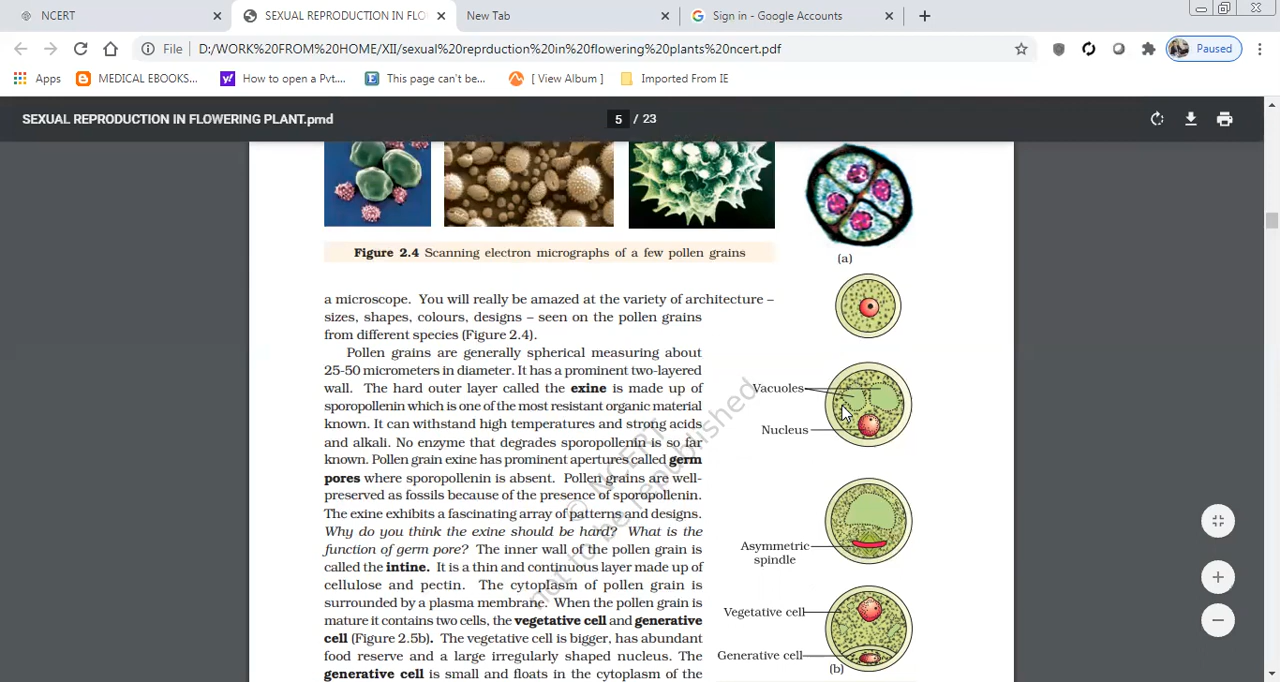 NCERT
SEXUAL REPRODUCTION IN FLO
New Tab
Sign in - Google Accounts
File
D:/WORK%20FROM%20HOME/XII/sexual%20reprduction%20in%20flowering%20plants%20ncert.pdf
Paused
Apps
MEDICAL EBOOKS...
How to open a Pvt....
This page can't be...
[ View Album ]
Imported From IE
SEXUAL REPRODUCTION IN FLOWERING PLANT.pmd
5 / 23
Figure 2.4 Scanning electron micrographs of a few pollen grains
a microscope. You will really be amazed at the variety of architecture –
sizes, shapes, colours, designs – seen on the pollen grains
from different species (Figure 2.4).
Pollen grains are generally spherical measuring about
25-50 micrometers in diameter. It has a prominent two-layered
wall. The hard outer layer called the exine is made up of
sporopollenin which is one of the most resistant organic material
known. It can withstand high temperatures and strong acids
and alkali. No enzyme that degrades sporopollenin is so far
known. Pollen grain exine has prominent apertures called germ
pores where sporopollenin is absent. Pollen grains are well-
preserved as fossils because of the presence of sporopollenin.
The exine exhibits a fascinating array of patterns and designs.
Why do you think the exine should be hard? What is the
function of germ pore? The inner wall of the pollen grain is
called the intine. It is a thin and continuous layer made up of
cellulose and pectin. The cytoplasm of pollen grain is
surrounded by a plasma membrane. When the pollen grain is
mature it contains two cells, the vegetative cell and generative
cell (Figure 2.5b). The vegetative cell is bigger, has abundant
food reserve and a large irregularly shaped nucleus. The
generative cell is small and floats in the cytoplasm of the
© NCERT
not to be republished
(a)
Vacuoles
Nucleus
Asymmetric
spindle
Vegetative cell
Generative cell
(b)